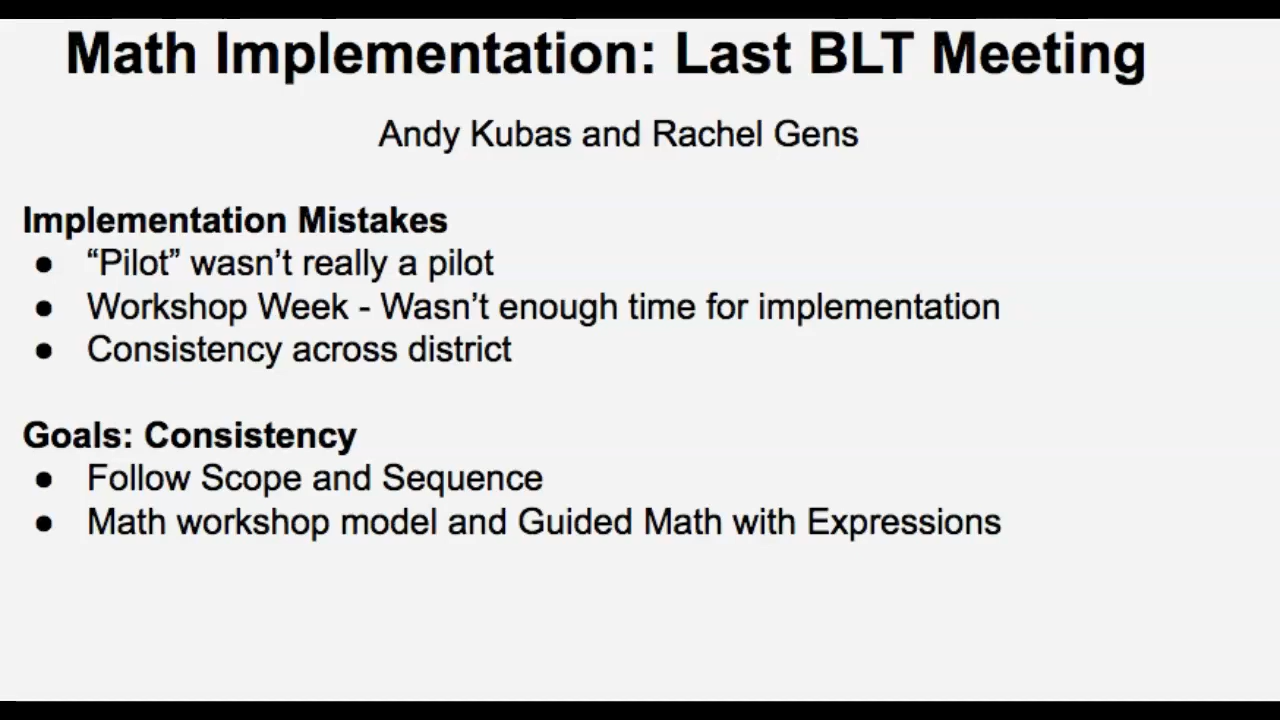 Math Implementation: Last BLT Meeting
Andy Kubas and Rachel Gens
Implementation Mistakes
● “Pilot” wasn’t really a pilot
● Workshop Week - Wasn’t enough time for implementation
● Consistency across district
Goals: Consistency
● Follow Scope and Sequence
● Math workshop model and Guided Math with Expressions